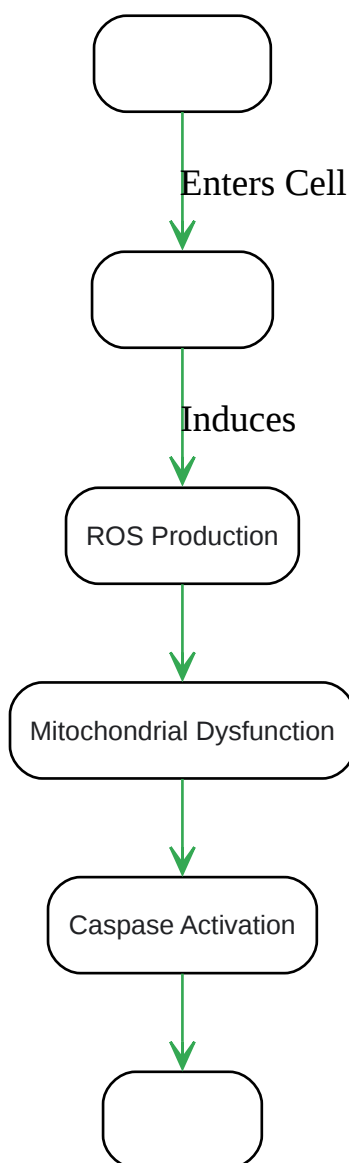 Enters Cell
Induces
ROS Production
Mitochondrial Dysfunction
Caspase Activation